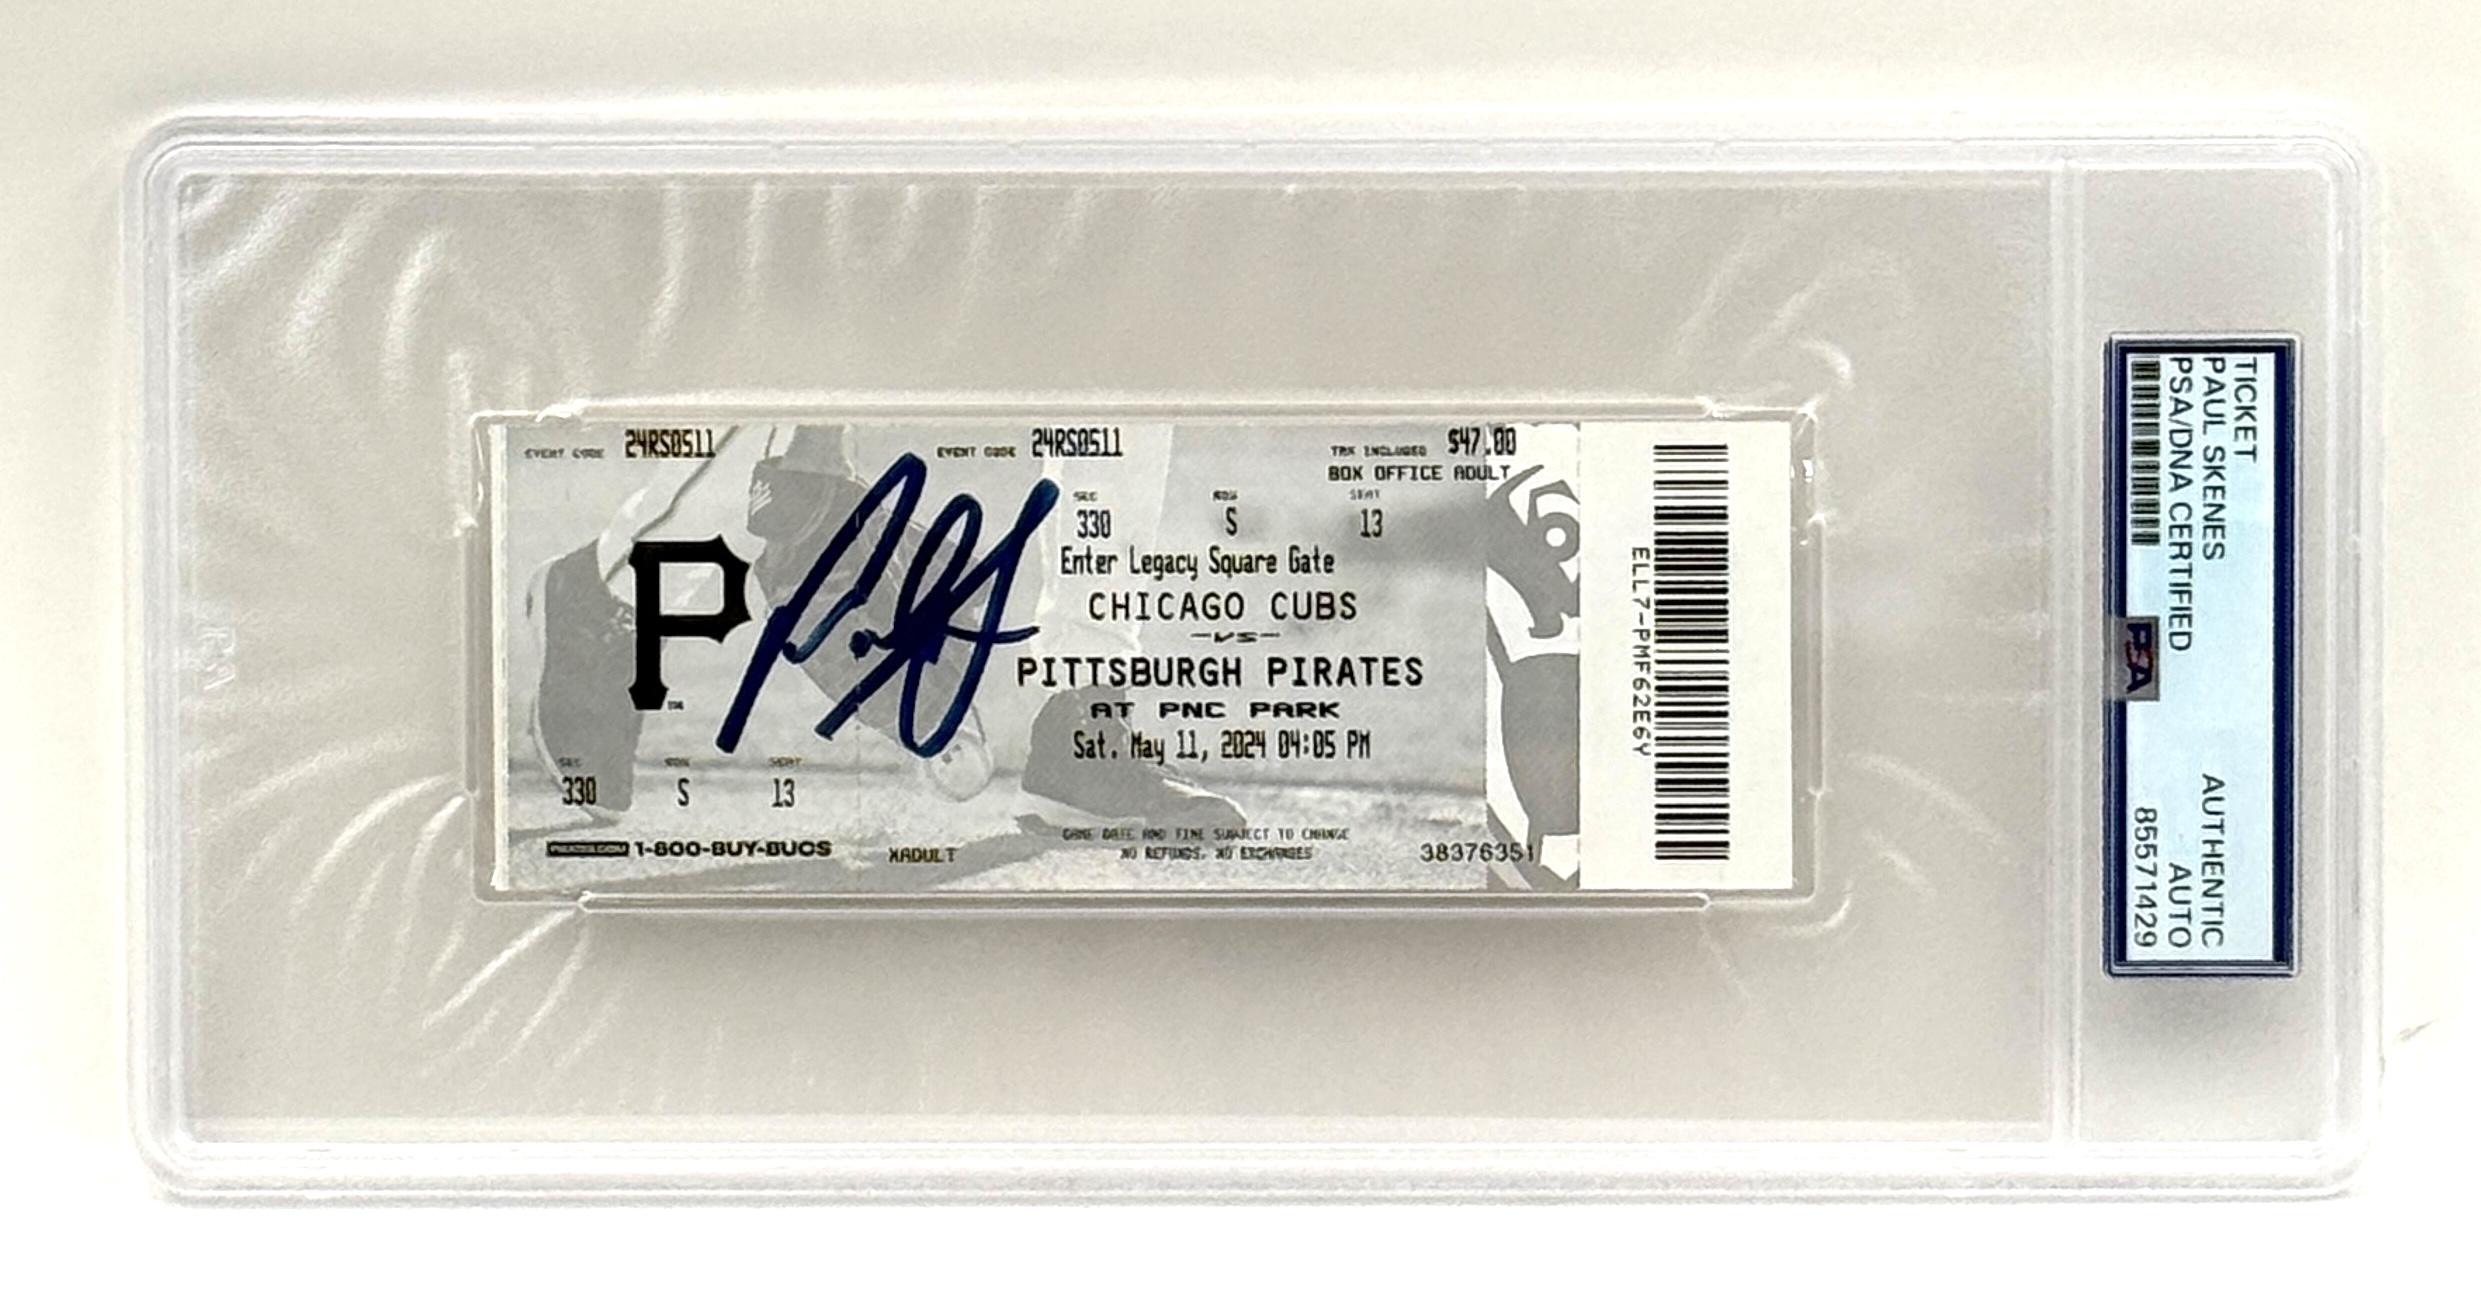 EVENT CODE 24RS0511
P
SEC ROW SEAT
330 S 13
1-800-BUY-BUCS
EVENT CODE 24RS0511
TAX INCLUDED $47.00
BOX OFFICE ADULT
SEC ROW SEAT
330 S 13
Enter Legacy Square Gate
CHICAGO CUBS
-VS-
PITTSBURGH PIRATES
AT PNC PARK
Sat. May 11, 2024 04:05 PM
GAME DATE AND TIME SUBJECT TO CHANGE
XADULT NO REFUNDS. NO EXCHANGES 38376351
ELL7-PMF62E6Y
TICKET
PAUL SKENES AUTHENTIC
PSA/DNA CERTIFIED AUTO
85571429
PSA